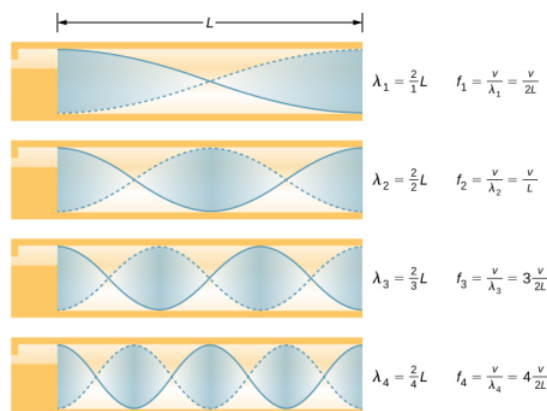 L
λ₁ = 2/1 L f₁ = v/λ₁ = v/2L
λ₂ = 2/2 L f₂ = v/λ₂ = v/L
λ₃ = 2/3 L f₃ = v/λ₃ = 3 v/2L
λ₄ = 2/4 L f₄ = v/λ₄ = 4 v/2L